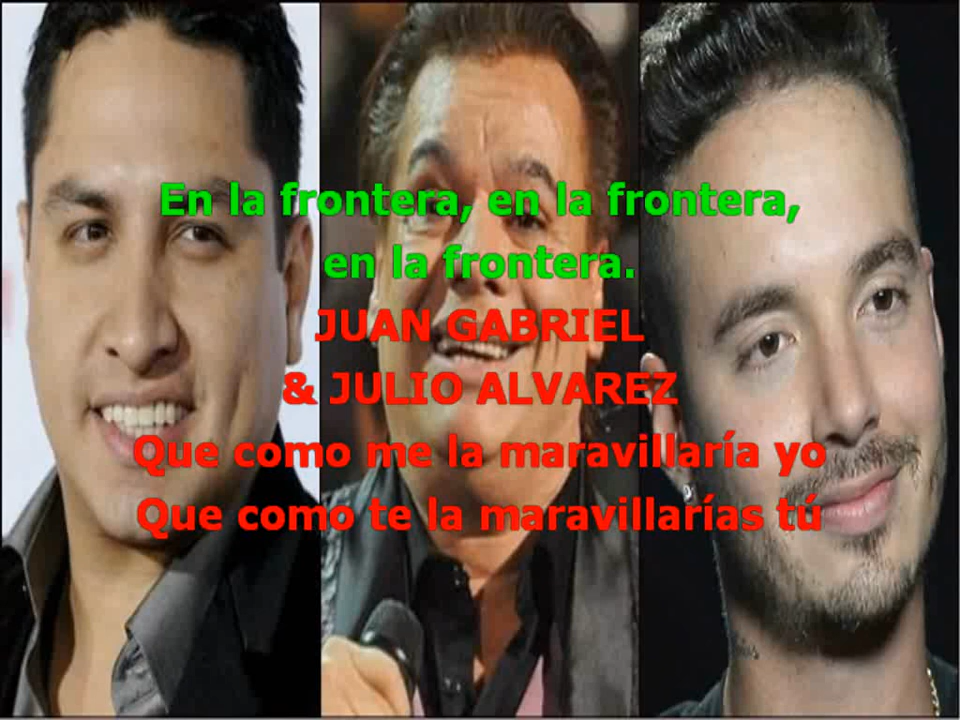 En la frontera, en la frontera,
en la frontera.
JUAN GABRIEL
& JULIO ALVAREZ
Que como me la maravillaría yo
Que como te la maravillarías tú